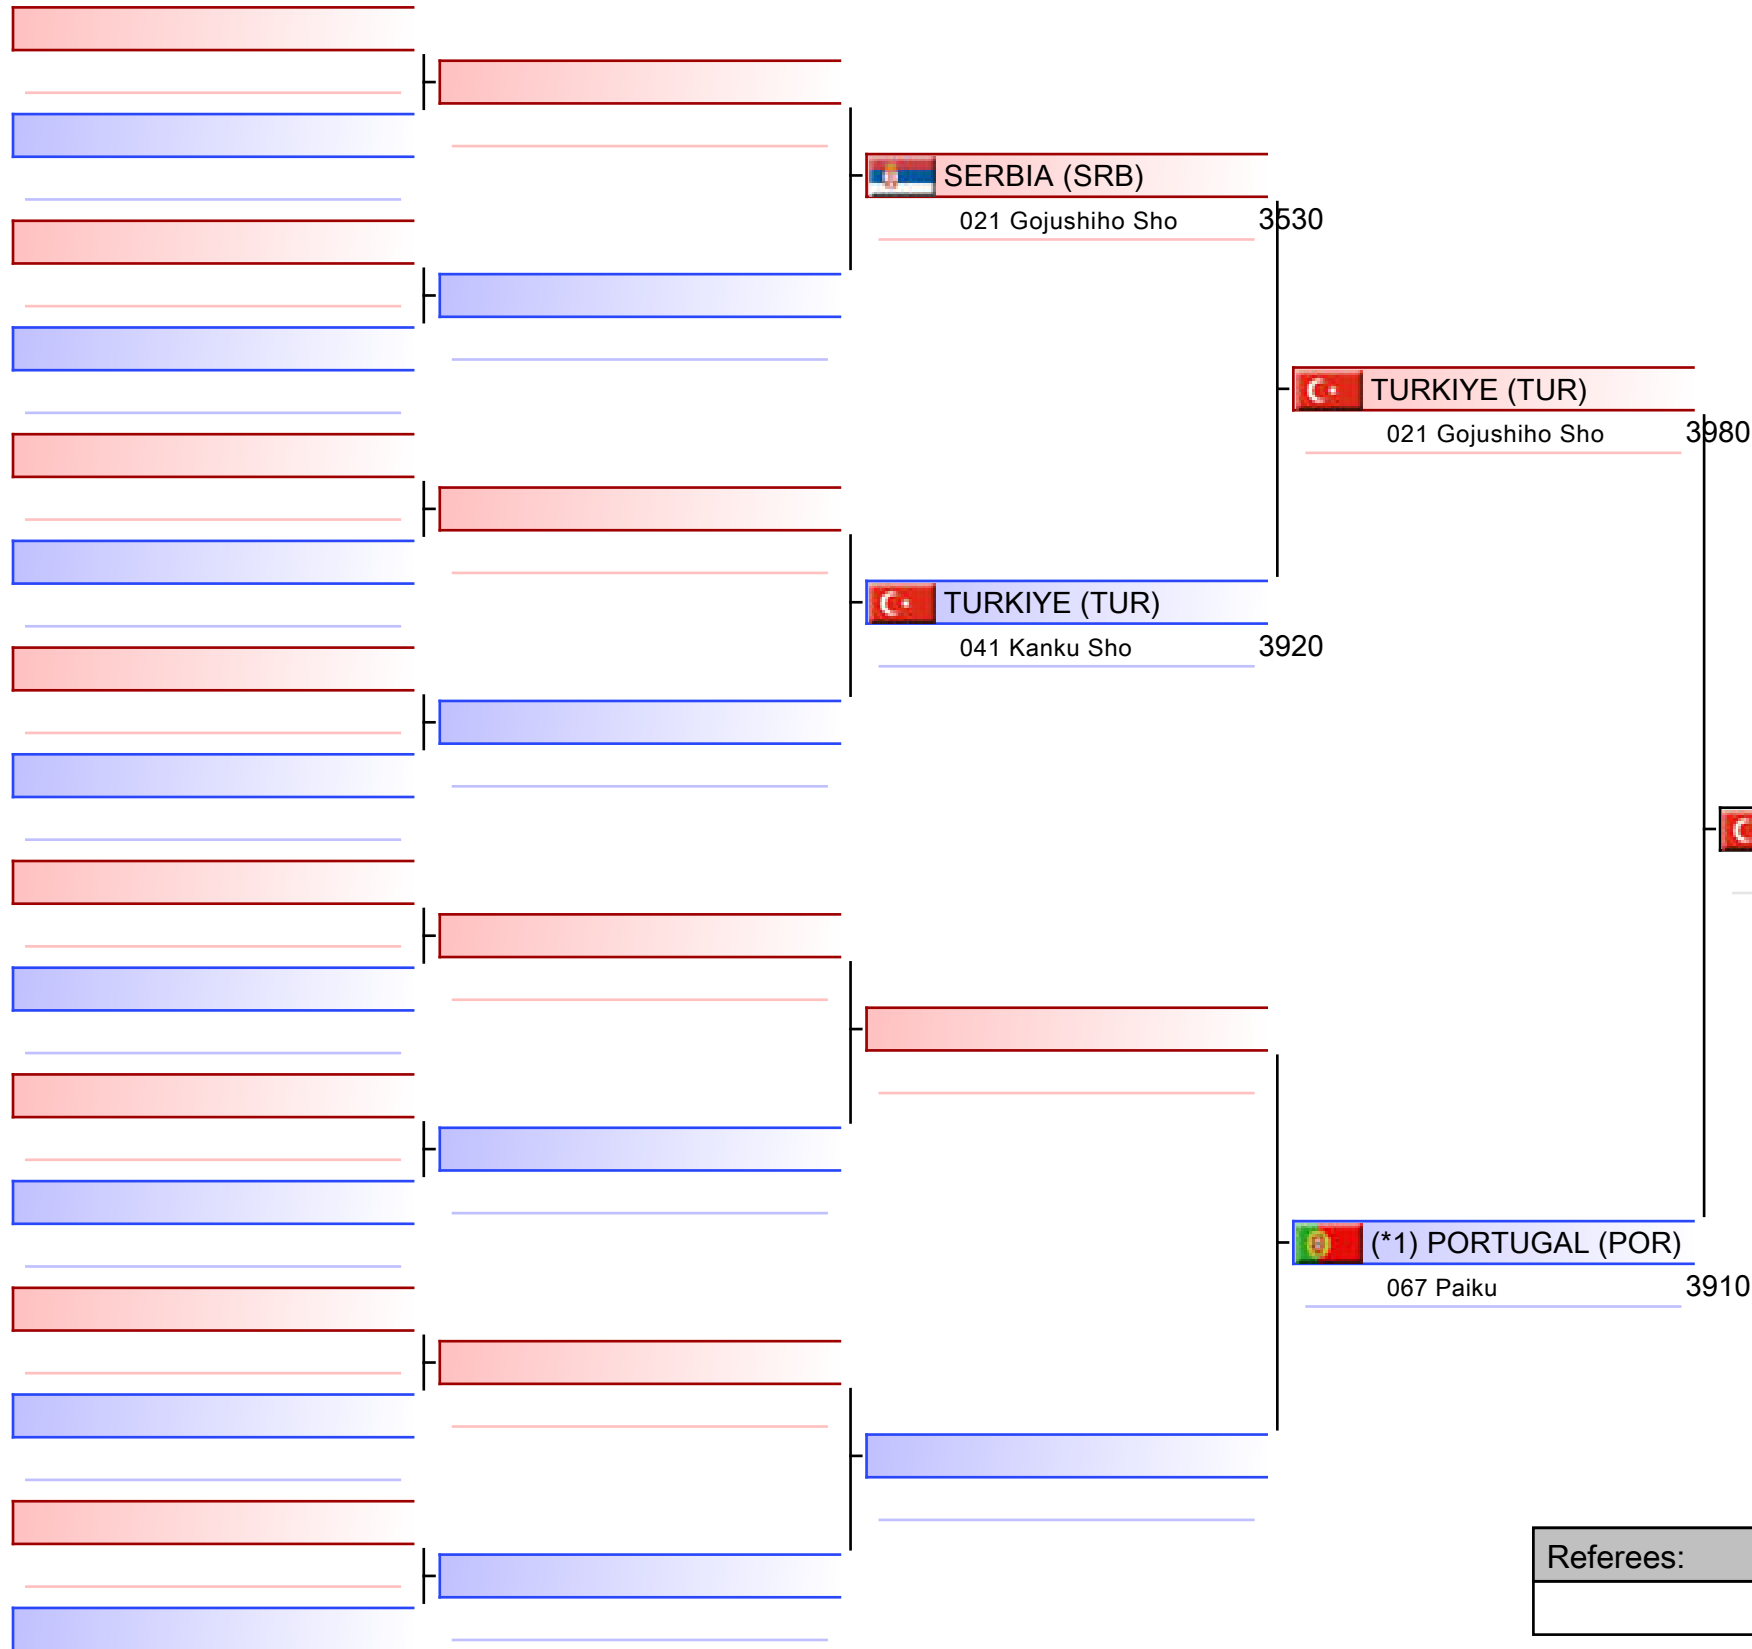 SERBIA (SRB)
021 Gojushiho Sho 3530
TURKIYE (TUR)
021 Gojushiho Sho 3980
TURKIYE (TUR)
041 Kanku Sho 3920
(*1) PORTUGAL (POR)
067 Paiku 3910
Referees: